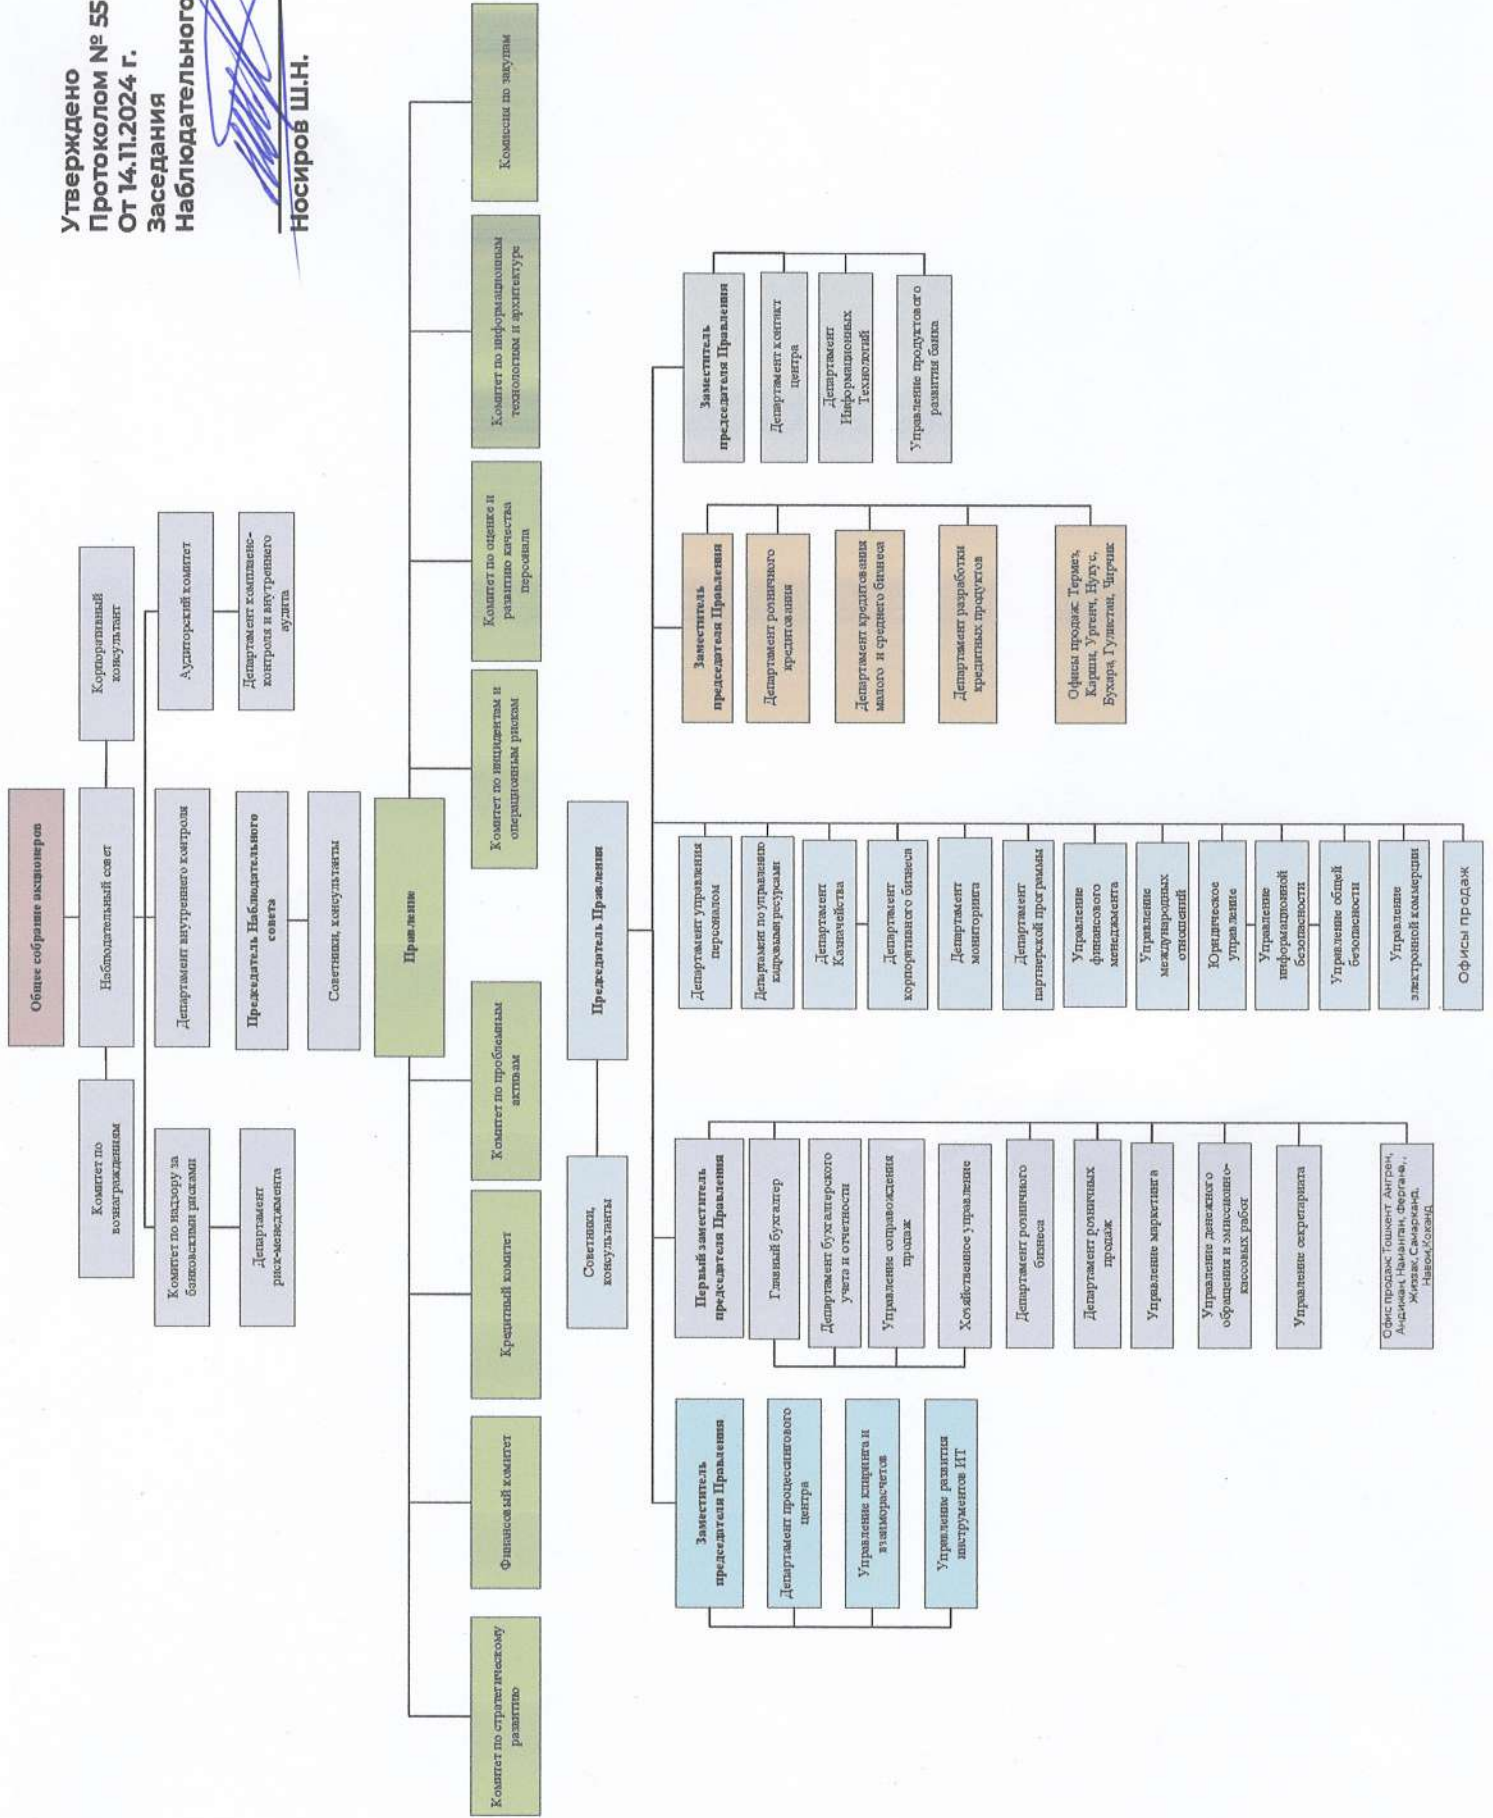 Утверждено
Протоколом № 55
От 14.11.2024 г.
Заседания
Наблюдательного
Носиров Ш.Н.
Общее собрание акционеров
Комитет по
вознаграждениям
Наблюдательный совет
Корпоративный
консультант
Комитет по надзору за
банковскими рисками
Департамент внутреннего контроля
Аудиторский комитет
Департамент
риск-менеджмента
Председатель Наблюдательного
совета
Департамент комплаенс-
контроля и внутреннего
аудита
Советники, консультанты
Правление
Комитет по стратегическому
развитию
Финансовый комитет
Кредитный комитет
Комитет по проблемным
активам
Комитет по инцидентам и
операционным рискам
Комитет по оценке и
развитию качества
персонала
Комитет по информационным
технологиям и архитектуре
Комиссия по закупам
Советники,
консультанты
Председатель Правления
Заместитель
председателя Правления
Департамент процессингового
центра
Управление клиринга и
взаиморасчетов
Управление развития
инструментов ИТ
Первый заместитель
председателя Правления
Главный бухгалтер
Департамент бухгалтерского
учета и отчетности
Управление сопровождения
продаж
Хозяйственное управление
Департамент розничного
бизнеса
Департамент розничных
продаж
Управление маркетинга
Управление денежного
обращения и эмиссионно-
кассовых работ
Управление секретариата
Офис продаж: Тошкент, Ангрен,
Андижан, Наманган, Фергана, ,
Жиззах, Самарканд,
Навои,Коканд
Департамент управления
персоналом
Департамент по управлению
кадровыми ресурсами
Департамент
Казначейства
Департамент
корпоративного бизнеса
Департамент
мониторинга
Департамент
партнерской программы
Управление
финансового
менеджмента
Управление
международных
отношений
Юридическое
управление
Управление
информационной
безопасности
Управление общей
безопасности
Управление
электронной комерции
Офисы продаж
Заместитель
председателя Правления
Департамент розничного
кредитования
Департамент кредитования
малого и среднего бизнеса
Департамент разработки
кредитных продуктов
Офисы продаж: Термез,
Карши, Ургенч, Нукус,
Бухара, Гулистан, Чирчик
Заместитель
председателя Правления
Департамент контакт
центра
Департамент
Информационных
Технологий
Управление продуктового
развития банка